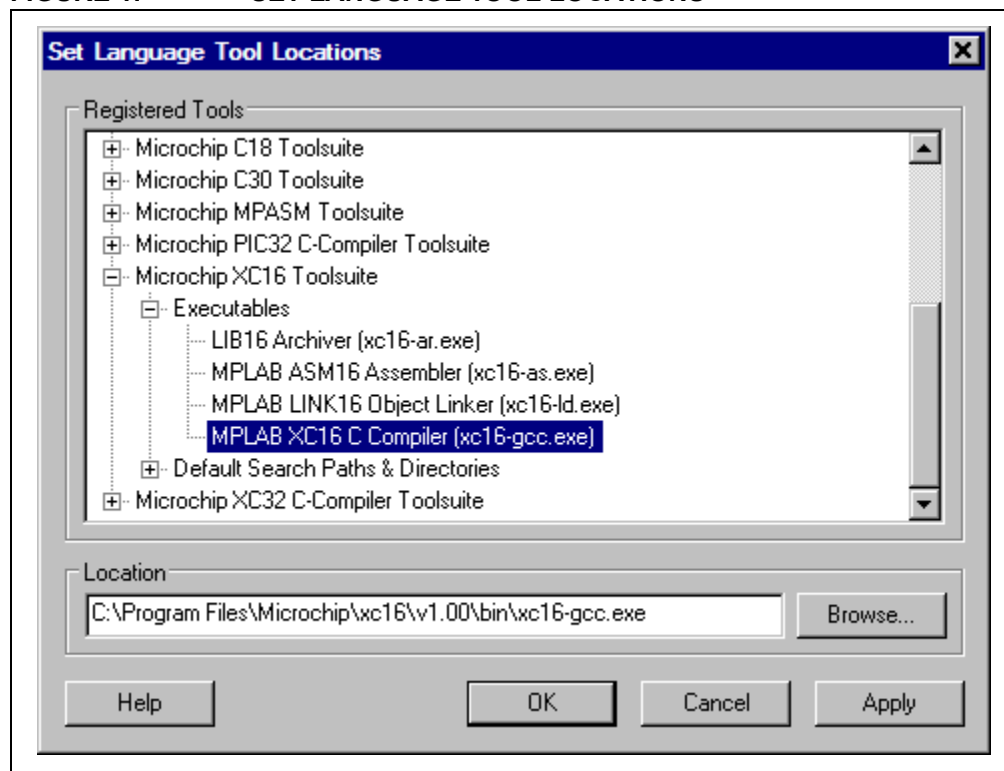 Set Language Tool Locations
Registered Tools
Microchip C18 Toolsuite
Microchip C30 Toolsuite
Microchip MPASM Toolsuite
Microchip PIC32 C-Compiler Toolsuite
Microchip XC16 Toolsuite
Executables
LIB16 Archiver (xc16-ar.exe)
MPLAB ASM16 Assembler (xc16-as.exe)
MPLAB LINK16 Object Linker (xc16-ld.exe)
MPLAB XC16 C Compiler (xc16-gcc.exe)
Default Search Paths & Directories
Microchip XC32 C-Compiler Toolsuite
Location
C:\Program Files\Microchip\xc16\v1.00\bin\xc16-gcc.exe
Browse...
Help OK Cancel Apply